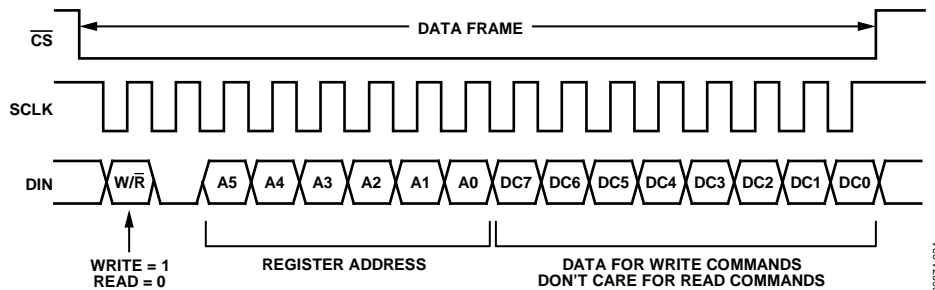 DATA FRAME
CS
SCLK
DIN W/R A5 A4 A3 A2 A1 A0 DC7 DC6 DC5 DC4 DC3 DC2 DC1 DC0
WRITE = 1
READ = 0
REGISTER ADDRESS
DATA FOR WRITE COMMANDS
DON'T CARE FOR READ COMMANDS